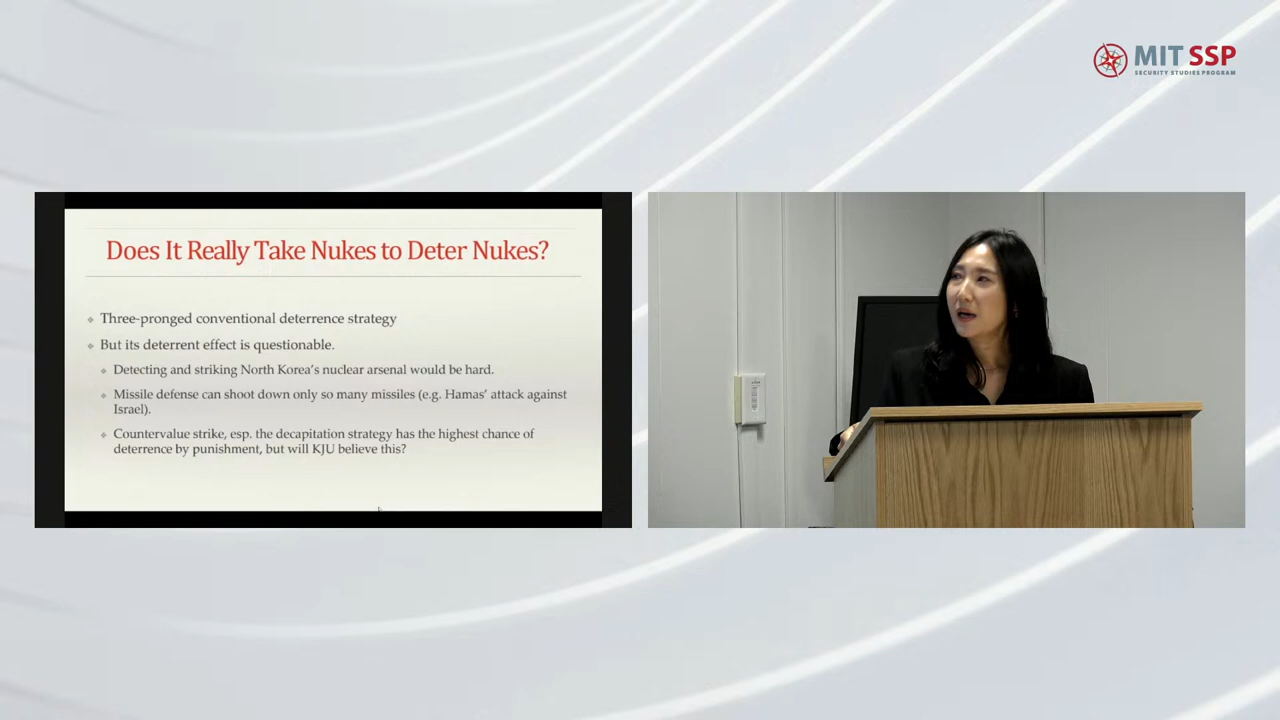 MIT SSP
SECURITY STUDIES PROGRAM
Does It Really Take Nukes to Deter Nukes?
Three-pronged conventional deterrence strategy
But its deterrent effect is questionable.
Detecting and striking North Korea's nuclear arsenal would be hard.
Missile defense can shoot down only so many missiles (e.g. Hamas' attack against
Israel).
Countervalue strike, esp. the decapitation strategy has the highest chance of
deterrence by punishment, but will KJU believe this?